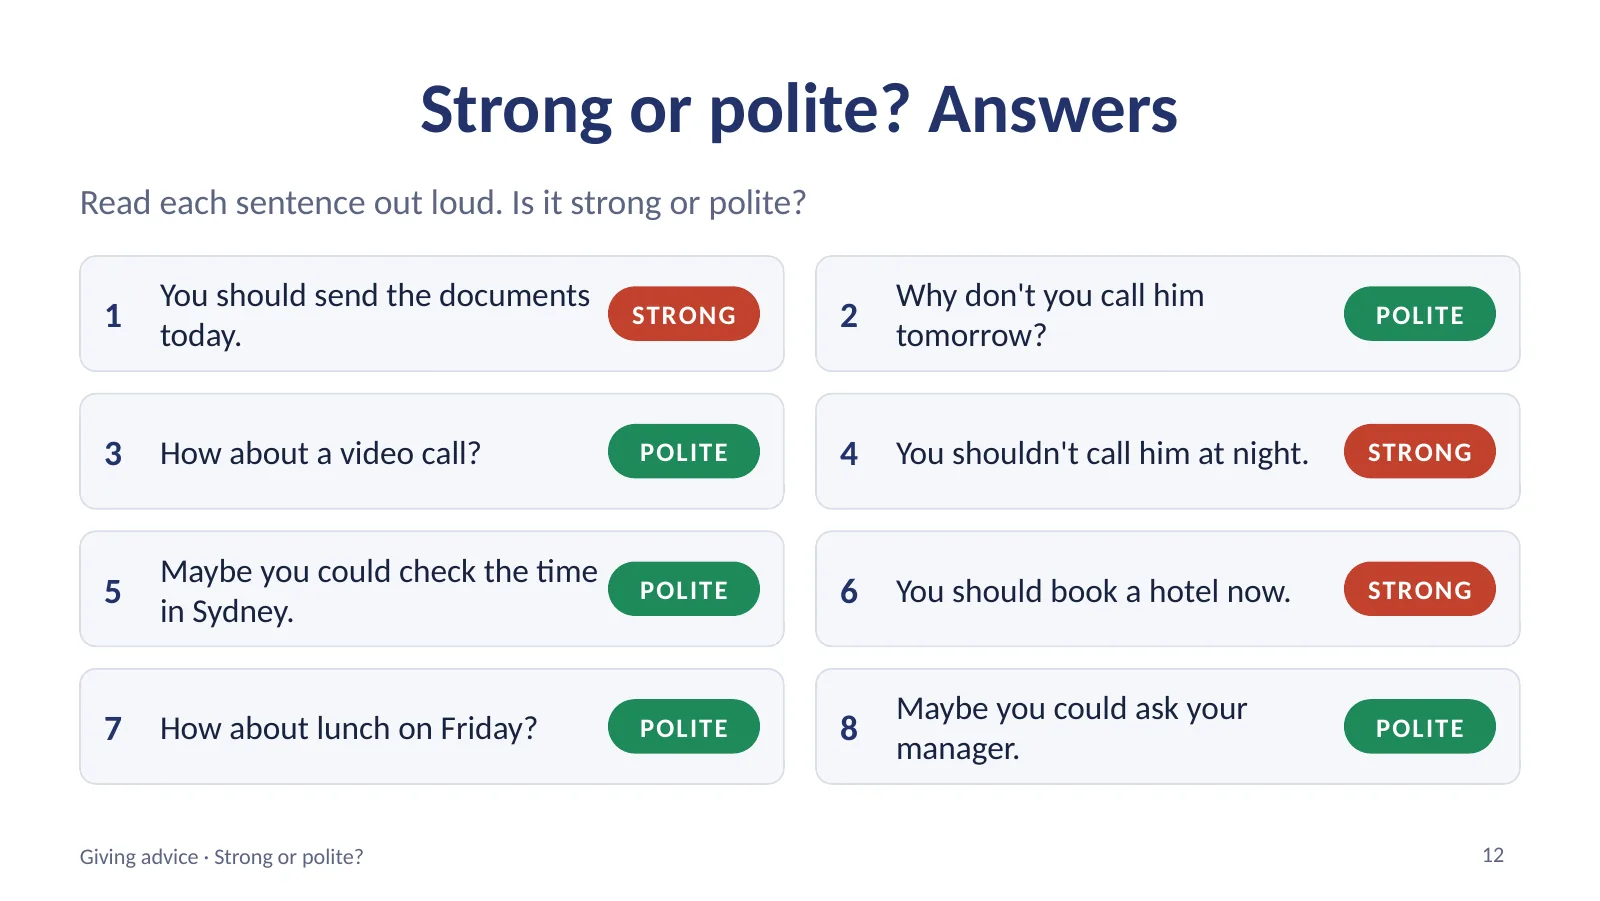 Strong or polite? Answers
Read each sentence out loud. Is it strong or polite?
1
You should send the documents
today.
STRONG
2
Why don't you call him
tomorrow?
POLITE
3
How about a video call?
POLITE
4
You shouldn't call him at night.
STRONG
5
Maybe you could check the time
in Sydney.
POLITE
6
You should book a hotel now.
STRONG
7
How about lunch on Friday?
POLITE
8
Maybe you could ask your
manager.
POLITE
Giving advice · Strong or polite?
12